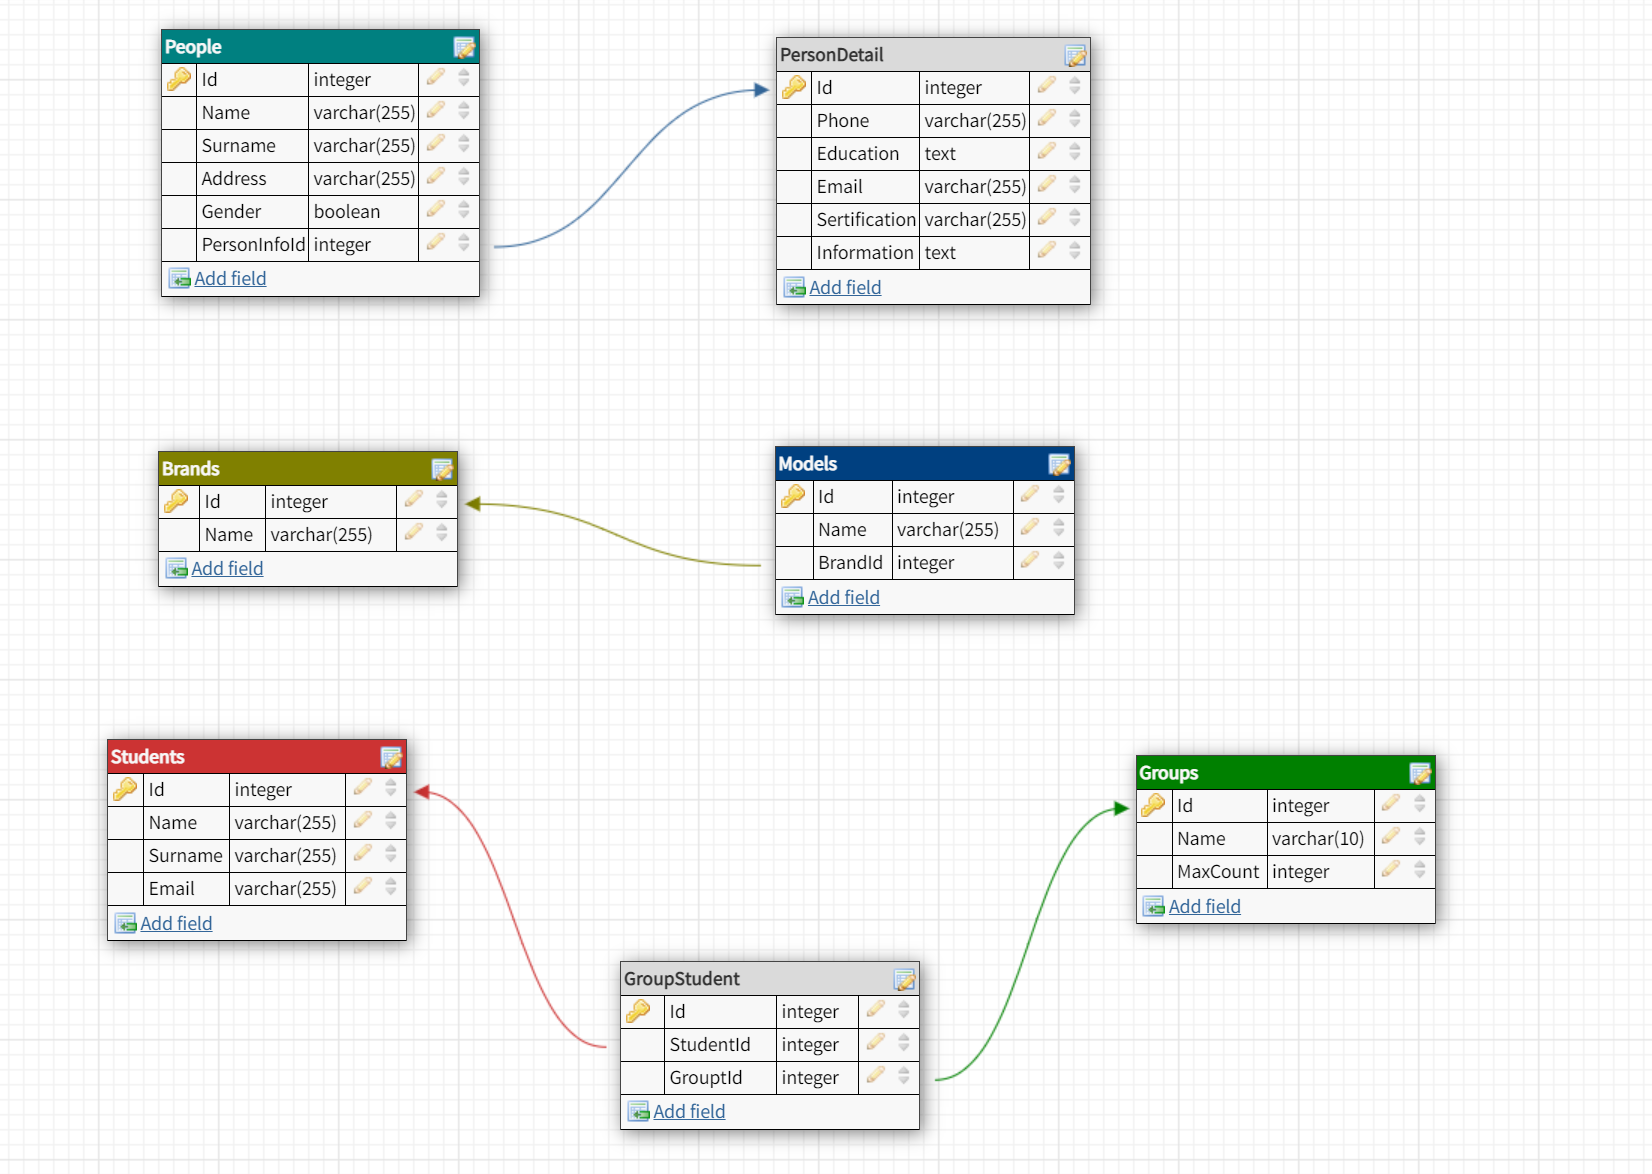 People
Id integer
Name varchar(255)
Surname varchar(255)
Address varchar(255)
Gender boolean
PersonInfoId integer
Add field
PersonDetail
Id integer
Phone varchar(255)
Education text
Email varchar(255)
Sertification varchar(255)
Information text
Add field
Brands
Id integer
Name varchar(255)
Add field
Models
Id integer
Name varchar(255)
BrandId integer
Add field
Students
Id integer
Name varchar(255)
Surname varchar(255)
Email varchar(255)
Add field
Groups
Id integer
Name varchar(10)
MaxCount integer
Add field
GroupStudent
Id integer
StudentId integer
GrouptId integer
Add field